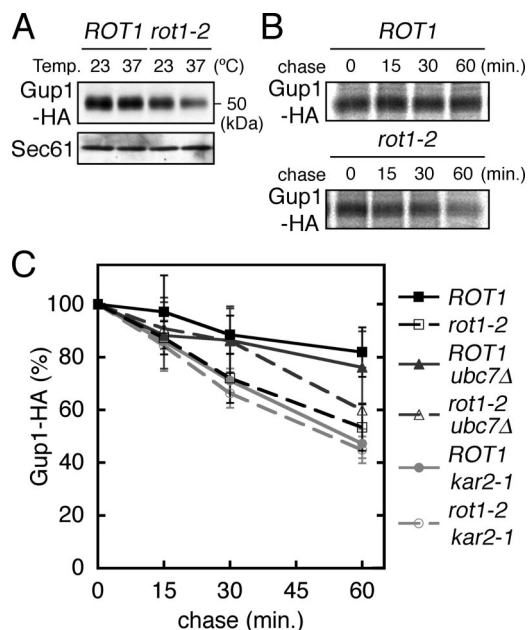 A
ROT1 rot1-2
Temp. 23 37 23 37 (ºC)
Gup1
-HA
50
(kDa)
Sec61
B
ROT1
chase 0 15 30 60 (min.)
Gup1
-HA
rot1-2
chase 0 15 30 60 (min.)
Gup1
-HA
C
Gup1-HA (%)
100
80
60
40
20
0
0 15 30 45 60
chase (min.)
ROT1
rot1-2
ROT1
ubc7Δ
rot1-2
ubc7Δ
ROT1
kar2-1
rot1-2
kar2-1